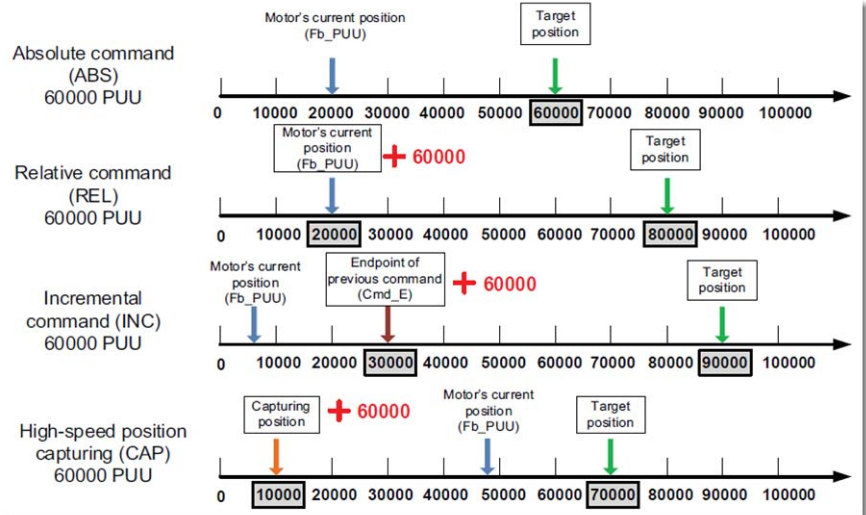 Absolute command
(ABS)
60000 PUU
Motor's current position
(Fb_PUU)
Target
position
0 10000 20000 30000 40000 50000 60000 70000 80000 90000 100000
Relative command
(REL)
60000 PUU
Motor's current
position
(Fb_PUU)
+ 60000
Target
position
0 10000 20000 30000 40000 50000 60000 70000 80000 90000 100000
Incremental
command (INC)
60000 PUU
Motor's current
position
(Fb_PUU)
Endpoint of
previous command
(Cmd_E)
+ 60000
Target
position
0 10000 20000 30000 40000 50000 60000 70000 80000 90000 100000
High-speed position
capturing (CAP)
60000 PUU
Capturing
position
+ 60000
Motor's current
position
(Fb_PUU)
Target
position
0 10000 20000 30000 40000 50000 60000 70000 80000 90000 100000